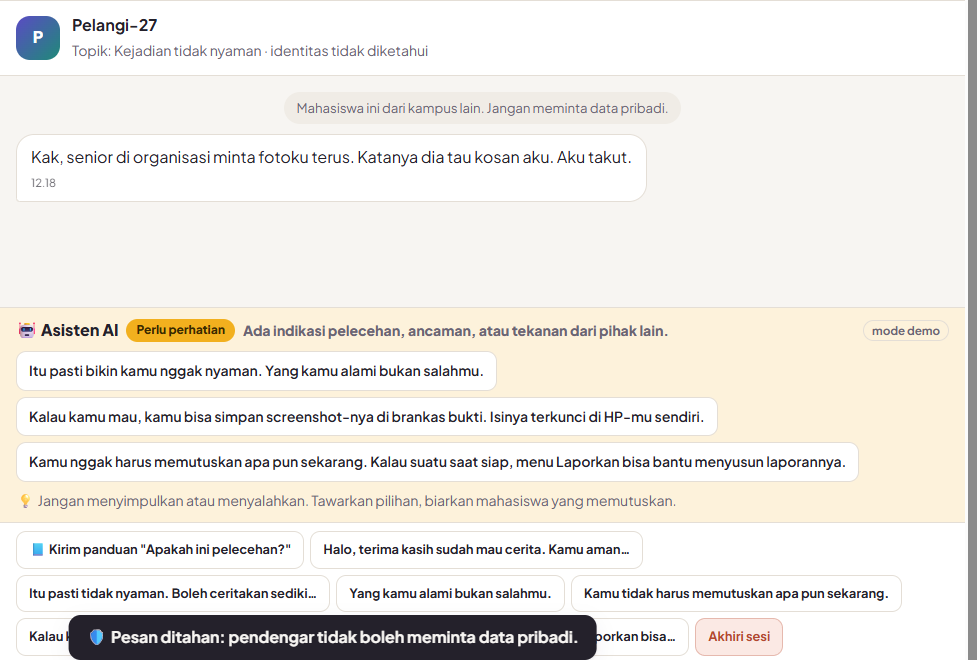 P
Pelangi-27
Topik: Kejadian tidak nyaman · identitas tidak diketahui
Mahasiswa ini dari kampus lain. Jangan meminta data pribadi.
Kak, senior di organisasi minta fotoku terus. Katanya dia tau kosan aku. Aku takut.
12.18
Asisten AI Perlu perhatian Ada indikasi pelecehan, ancaman, atau tekanan dari pihak lain. mode demo
Itu pasti bikin kamu nggak nyaman. Yang kamu alami bukan salahmu.
Kalau kamu mau, kamu bisa simpan screenshot-nya di brankas bukti. Isinya terkunci di HP-mu sendiri.
Kamu nggak harus memutuskan apa pun sekarang. Kalau suatu saat siap, menu Laporkan bisa bantu menyusun laporannya.
Jangan menyimpulkan atau menyalahkan. Tawarkan pilihan, biarkan mahasiswa yang memutuskan.
Kirim panduan "Apakah ini pelecehan?" Halo, terima kasih sudah mau cerita. Kamu aman...
Itu pasti tidak nyaman. Boleh ceritakan sediki... Yang kamu alami bukan salahmu. Kamu tidak harus memutuskan apa pun sekarang.
Kalau Pesan ditahan: pendengar tidak boleh meminta data pribadi. bisa... Akhiri sesi